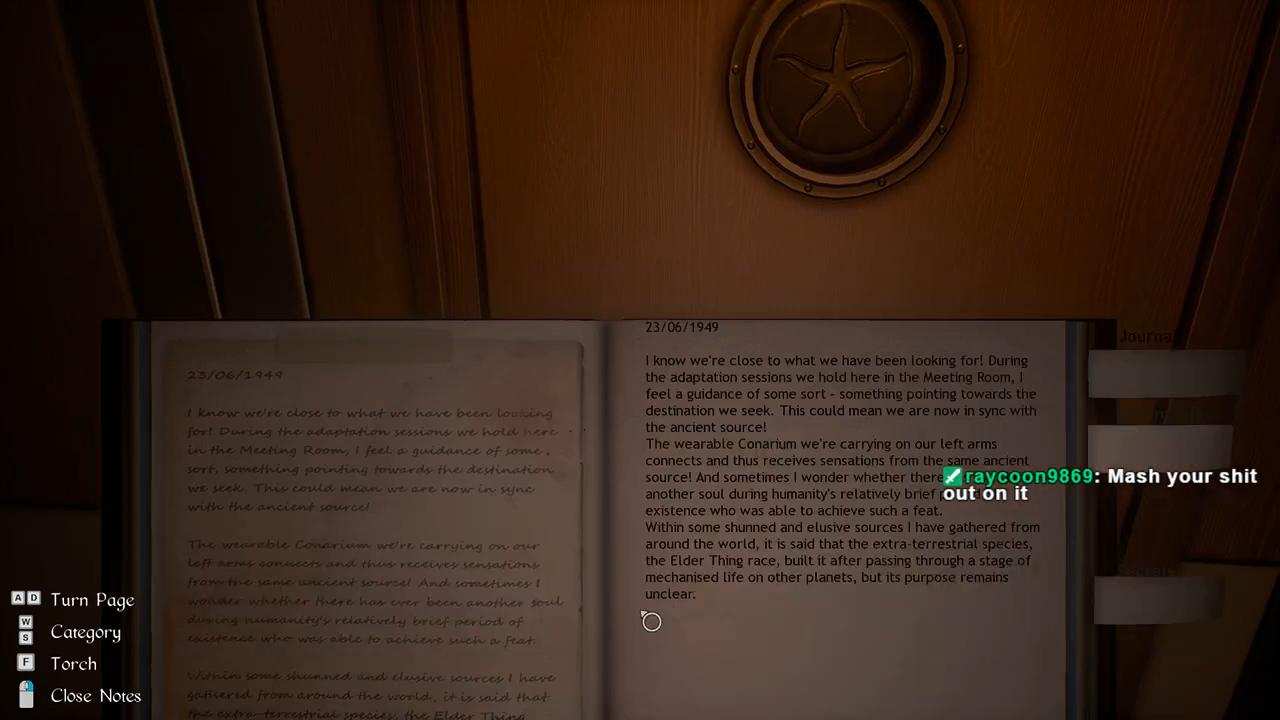 23/06/1949
I know we're close to what we have been looking
for! During the adaptation sessions we hold here
in the Meeting Room, I feel a guidance of some
sort, something pointing towards the destination
we seek. This could mean we are now in sync
with the ancient source!
The wearable Conarium we're carrying on our
left arms connects and thus receives sensations
from the same ancient source! And sometimes I
wonder whether there has ever been another soul
during humanity's relatively brief period of
existence who was able to achieve such a feat.
Within some shunned and elusive sources I have
gathered from around the world, it is said that
the extra-terrestrial species, the Elder Thing
23/06/1949
I know we're close to what we have been looking for! During
the adaptation sessions we hold here in the Meeting Room, I
feel a guidance of some sort - something pointing towards the
destination we seek. This could mean we are now in sync with
the ancient source!
The wearable Conarium we're carrying on our left arms
connects and thus receives sensations from the same ancient
source! And sometimes I wonder whether there
another soul during humanity's relatively brief
existence who was able to achieve such a feat.
Within some shunned and elusive sources I have gathered from
around the world, it is said that the extra-terrestrial species,
the Elder Thing race, built it after passing through a stage of
mechanised life on other planets, but its purpose remains
unclear.
raycoon9869: Mash your shit
out on it
Journal
Secrets
A D Turn Page
W
S Category
F Torch
Close Notes